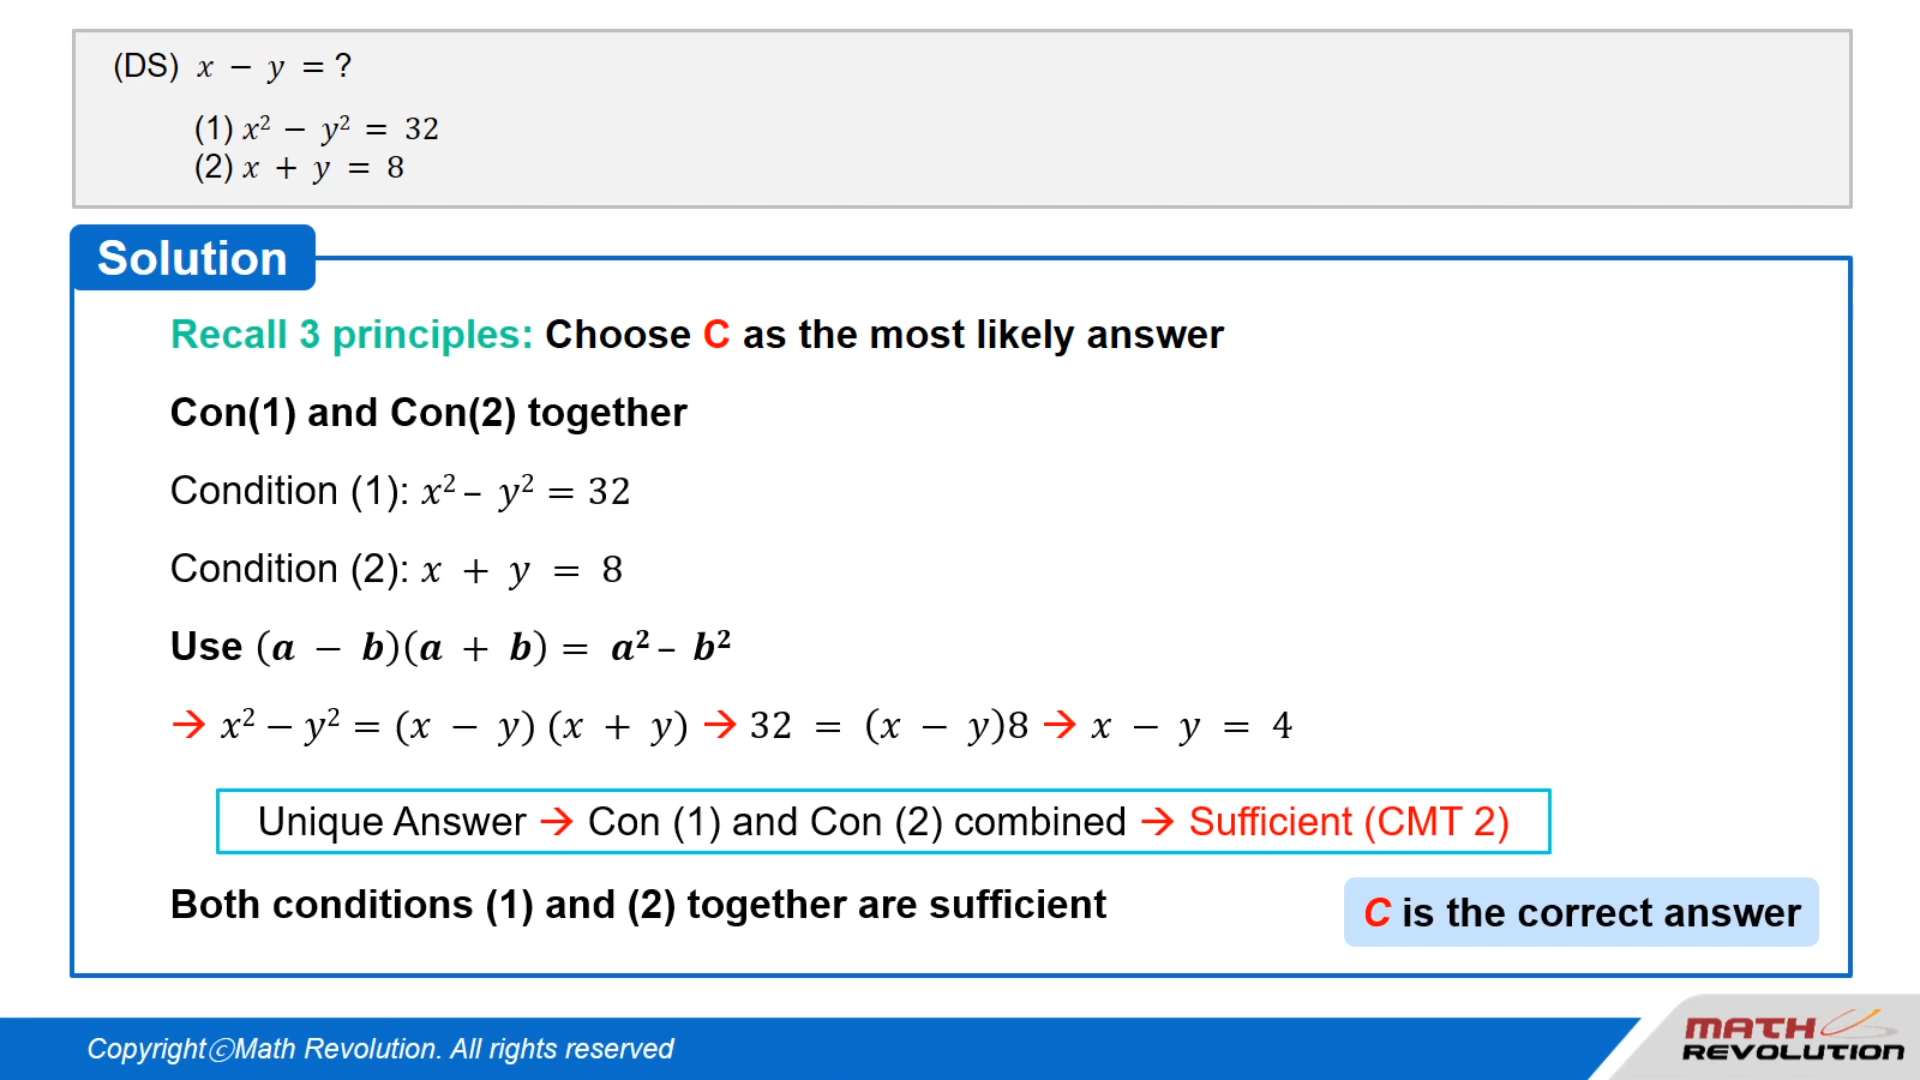 (DS) x − y = ?
(1) x² − y² = 32
(2) x + y = 8
Solution
Recall 3 principles: Choose C as the most likely answer
Con(1) and Con(2) together
Condition (1): x² – y² = 32
Condition (2): x + y = 8
Use (a − b)(a + b) = a² – b²
→ x² − y² = (x − y) (x + y) → 32 = (x − y)8 → x − y = 4
Unique Answer → Con (1) and Con (2) combined → Sufficient (CMT 2)
Both conditions (1) and (2) together are sufficient
C is the correct answer
CopyrightⓒMath Revolution. All rights reserved
MATH
REVOLUTION